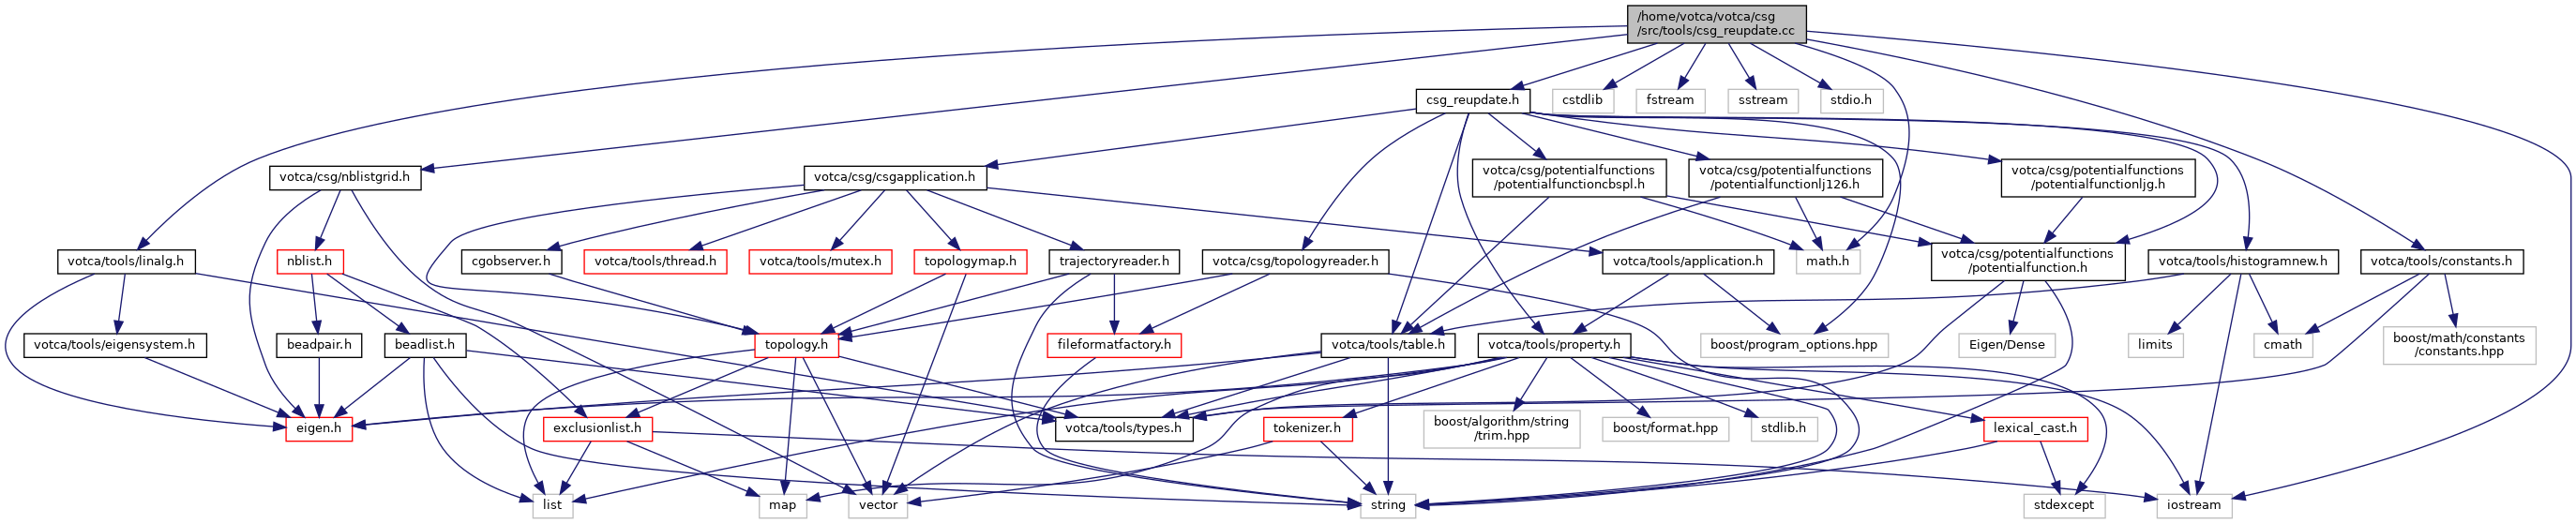 /home/votca/votca/csg
/src/tools/csg_reupdate.cc
csg_reupdate.h
cstdlib
fstream
sstream
stdio.h
votca/csg/nblistgrid.h
votca/csg/csgapplication.h
votca/csg/potentialfunctions
/potentialfunctioncbspl.h
votca/csg/potentialfunctions
/potentialfunctionlj126.h
votca/csg/potentialfunctions
/potentialfunctionljg.h
votca/tools/linalg.h
nblist.h
cgobserver.h
votca/tools/thread.h
votca/tools/mutex.h
topologymap.h
trajectoryreader.h
votca/csg/topologyreader.h
votca/tools/application.h
math.h
votca/csg/potentialfunctions
/potentialfunction.h
votca/tools/histogramnew.h
votca/tools/constants.h
votca/tools/eigensystem.h
beadpair.h
beadlist.h
topology.h
fileformatfactory.h
votca/tools/table.h
votca/tools/property.h
boost/program_options.hpp
Eigen/Dense
limits
cmath
boost/math/constants
/constants.hpp
eigen.h
exclusionlist.h
votca/tools/types.h
tokenizer.h
boost/algorithm/string
/trim.hpp
boost/format.hpp
stdlib.h
lexical_cast.h
list
map
vector
string
stdexcept
iostream